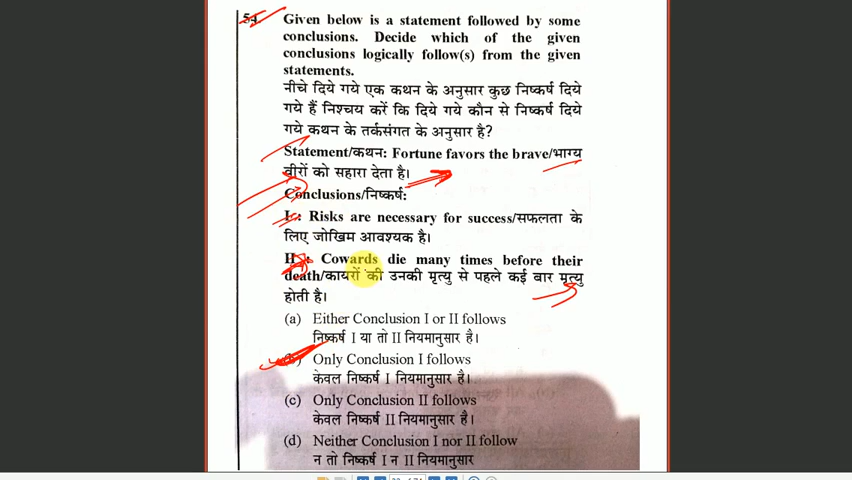 54. Given below is a statement followed by some
conclusions. Decide which of the given
conclusions logically follow(s) from the given
statements.
नीचे दिये गये एक कथन के अनुसार कुछ निष्कर्ष दिये
गये हैं निश्चय करें कि दिये गये कौन से निष्कर्ष दिये
गये कथन के तर्कसंगत के अनुसार है?
Statement/कथन: Fortune favors the brave/भाग्य
वीरों को सहारा देता है।
Conclusions/निष्कर्ष:
I : Risks are necessary for success/सफलता के
लिए जोखिम आवश्यक है।
II : Cowards die many times before their
death/कायरों की उनकी मृत्यु से पहले कई बार मृत्यु
होती है।
(a) Either Conclusion I or II follows
निष्कर्ष I या तो II नियमानुसार है।
(b) Only Conclusion I follows
केवल निष्कर्ष I नियमानुसार है।
(c) Only Conclusion II follows
केवल निष्कर्ष II नियमानुसार है।
(d) Neither Conclusion I nor II follow
न तो निष्कर्ष I न II नियमानुसार